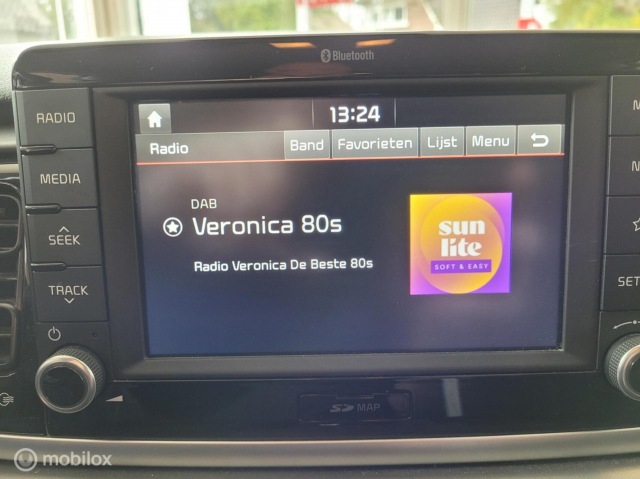 Bluetooth
RADIO
MEDIA
SEEK
TRACK
13:24
Radio Band Favorieten Lijst Menu
DAB
Veronica 80s
Radio Veronica De Beste 80s
sun
lite
SOFT & EASY
M
SET
SD MAP
mobilox